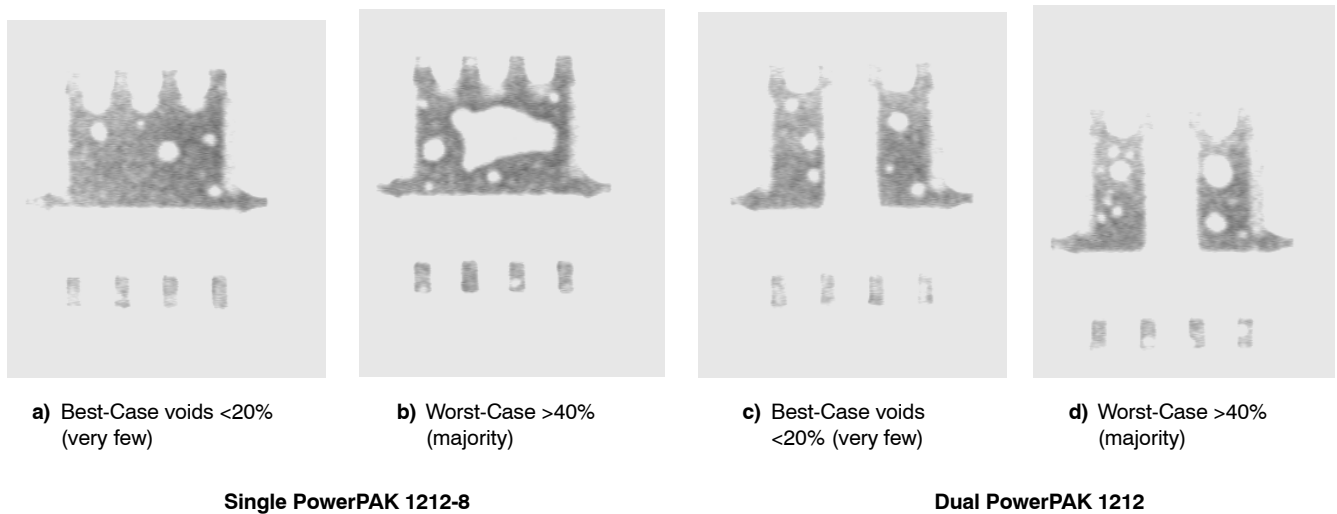 a) Best-Case voids <20%
(very few)
b) Worst-Case >40%
(majority)
c) Best-Case voids
<20% (very few)
d) Worst-Case >40%
(majority)
Single PowerPAK 1212-8
Dual PowerPAK 1212